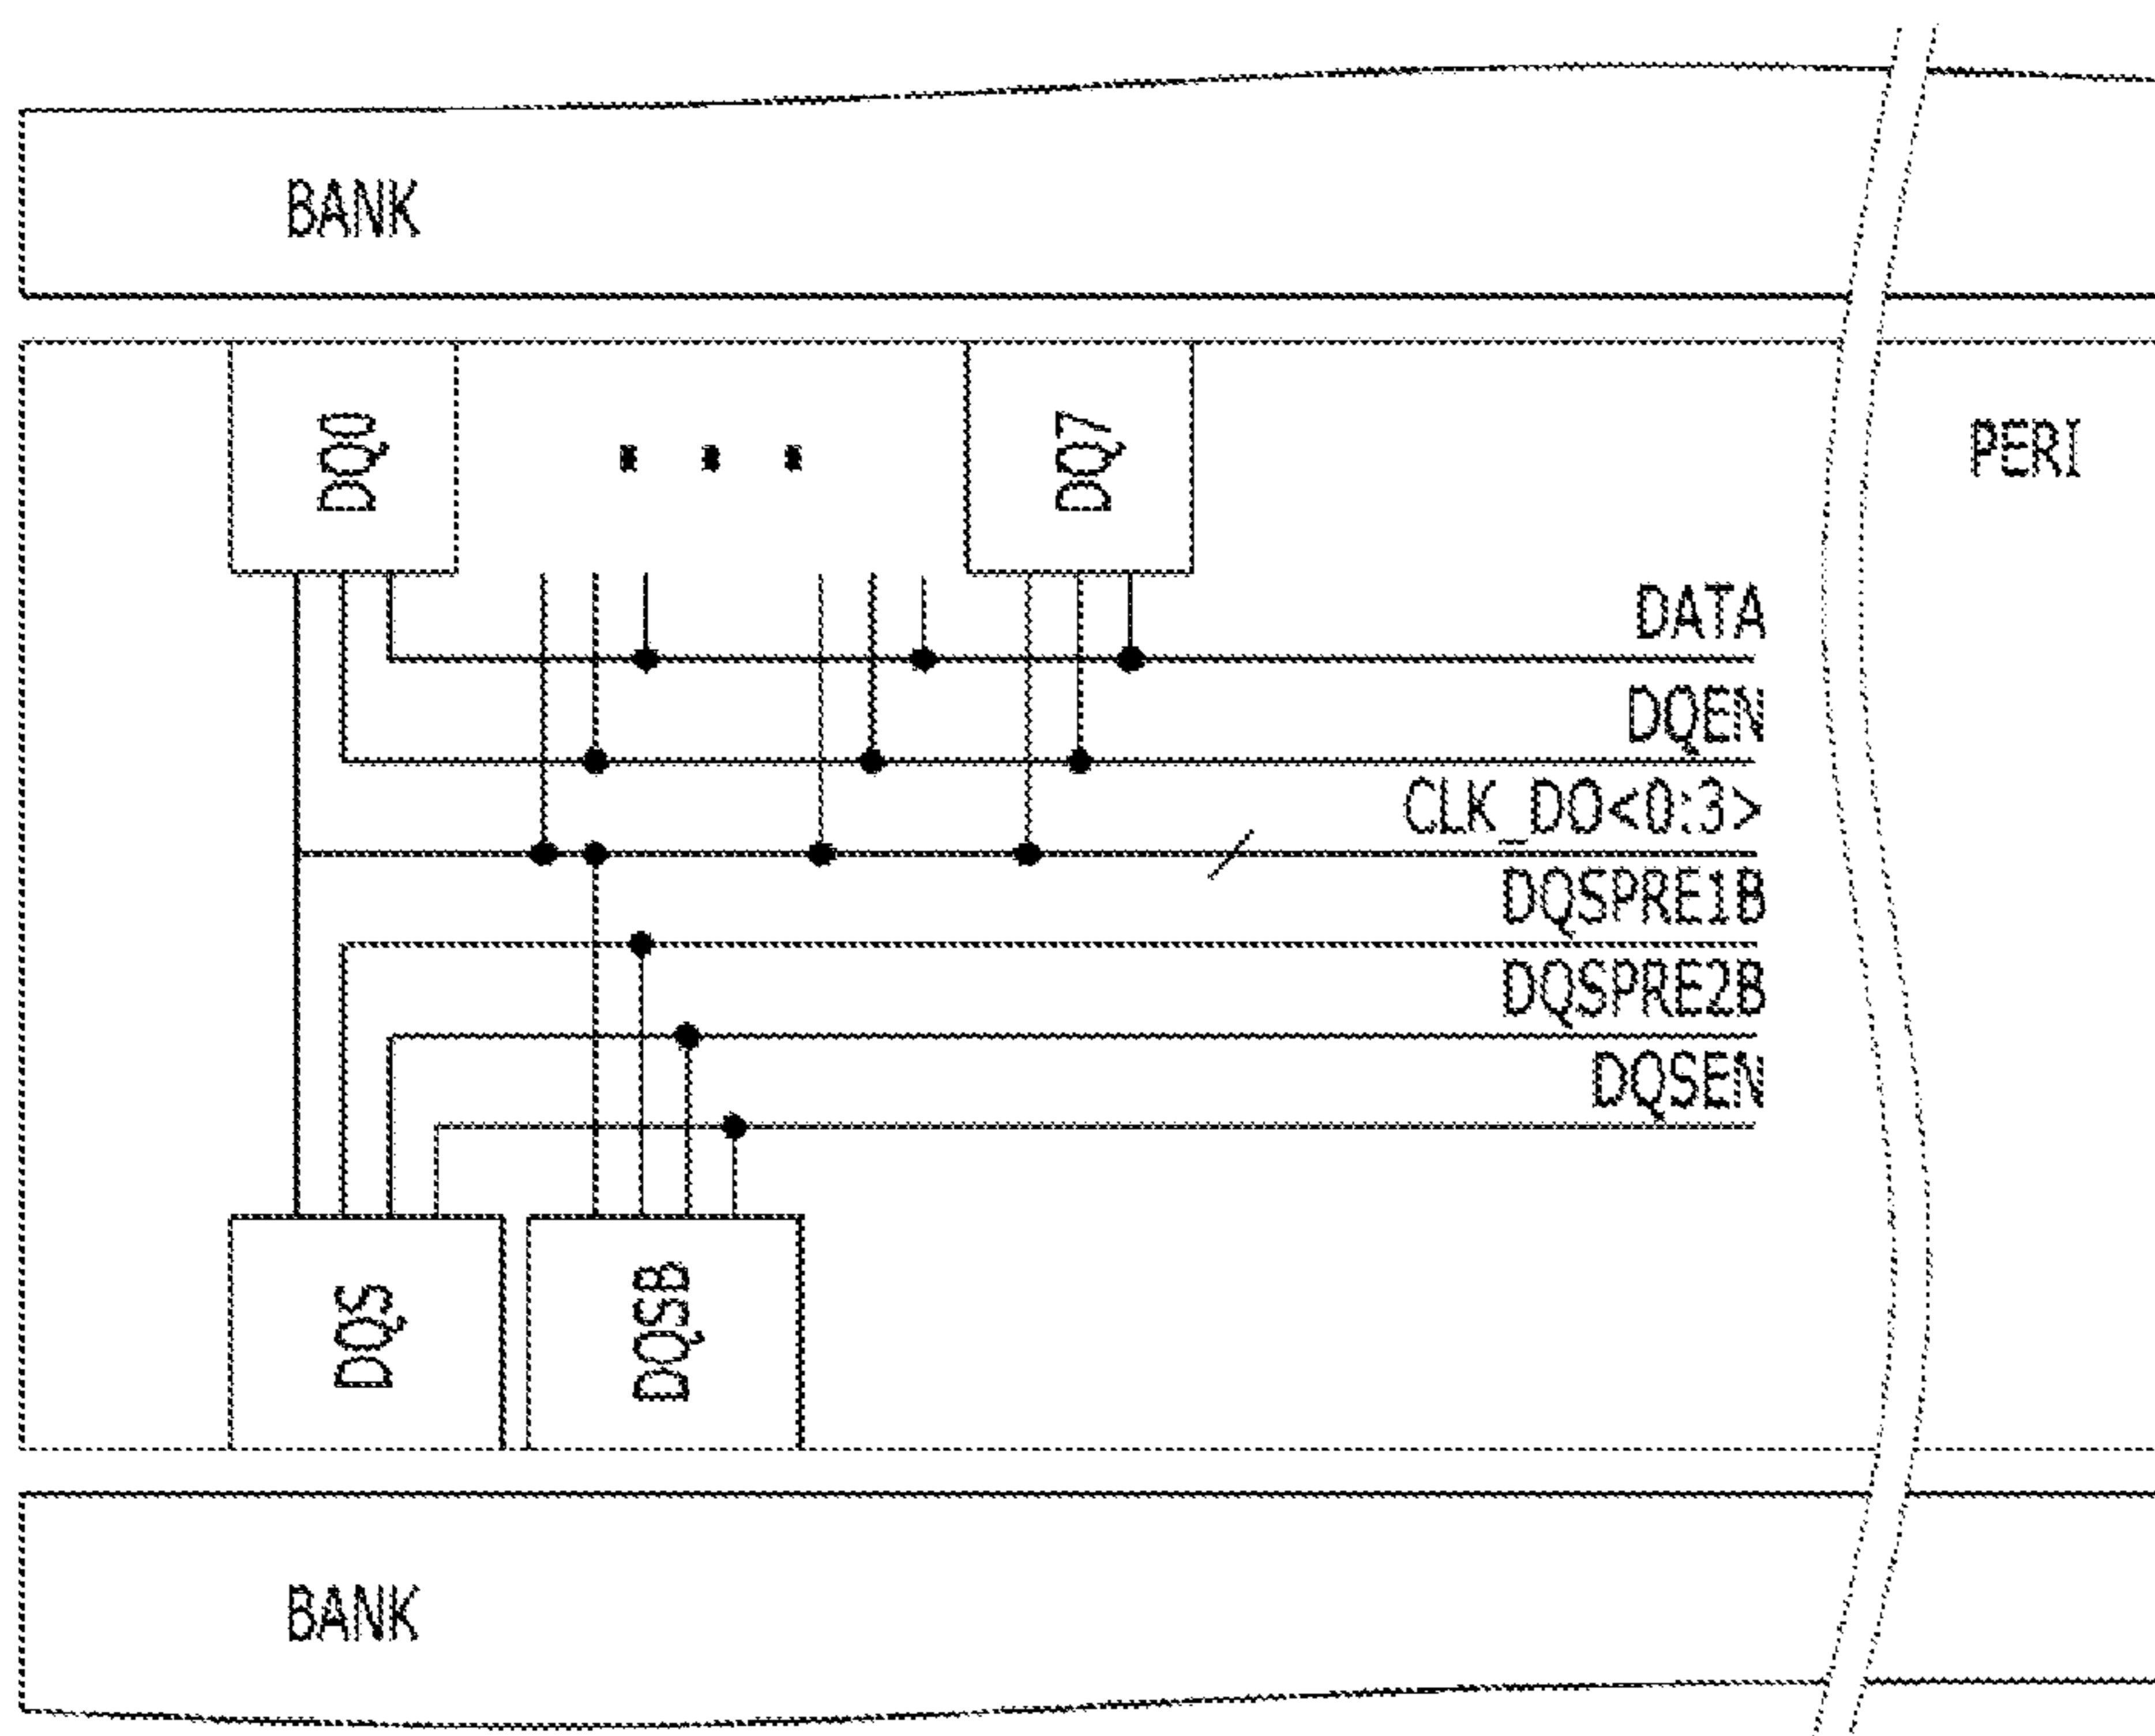 BANK
DQ0
DQ7
PERI
DATA
DQEN
CLK_DO<0:3>
DQSPRE1B
DQSPRE2B
DQSEN
DQS
DQSB
BANK